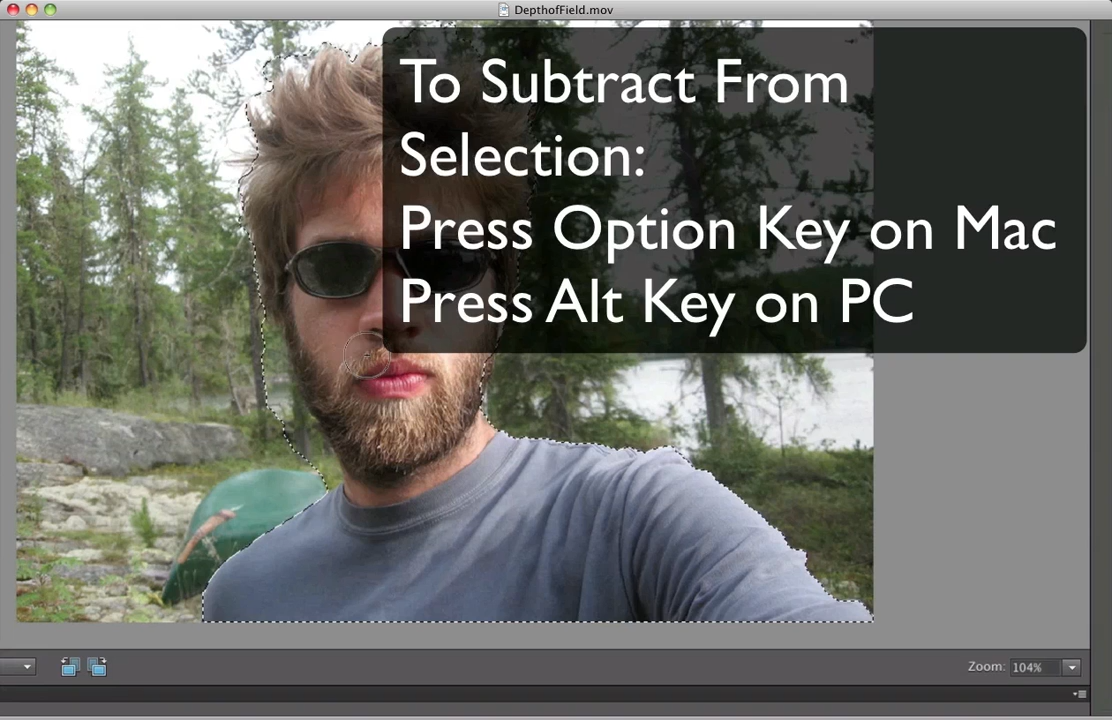 DepthofField.mov
To Subtract From
Selection:
Press Option Key on Mac
Press Alt Key on PC
Zoom: 104%